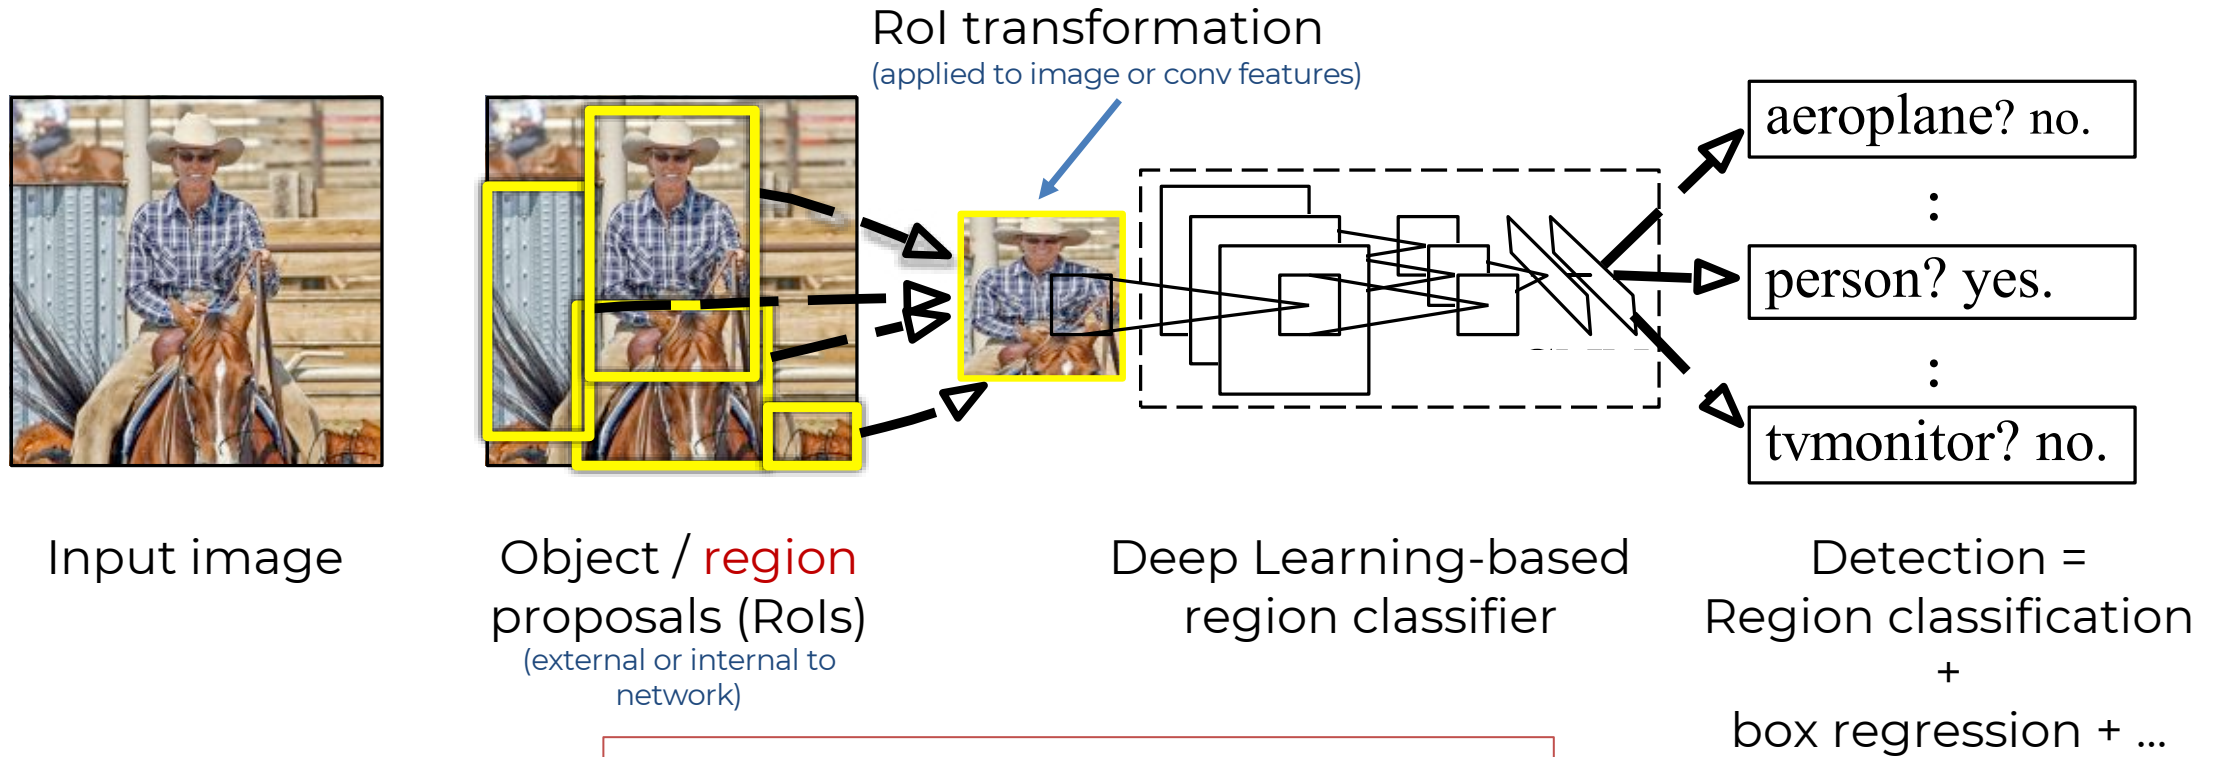 RoI transformation
(applied to image or conv features)
aeroplane? no.
:
person? yes.
:
tvmonitor? no.
Input image
Object / region
proposals (RoIs)
(external or internal to
network)
Deep Learning-based
region classifier
Detection =
Region classification
+
box regression + ...